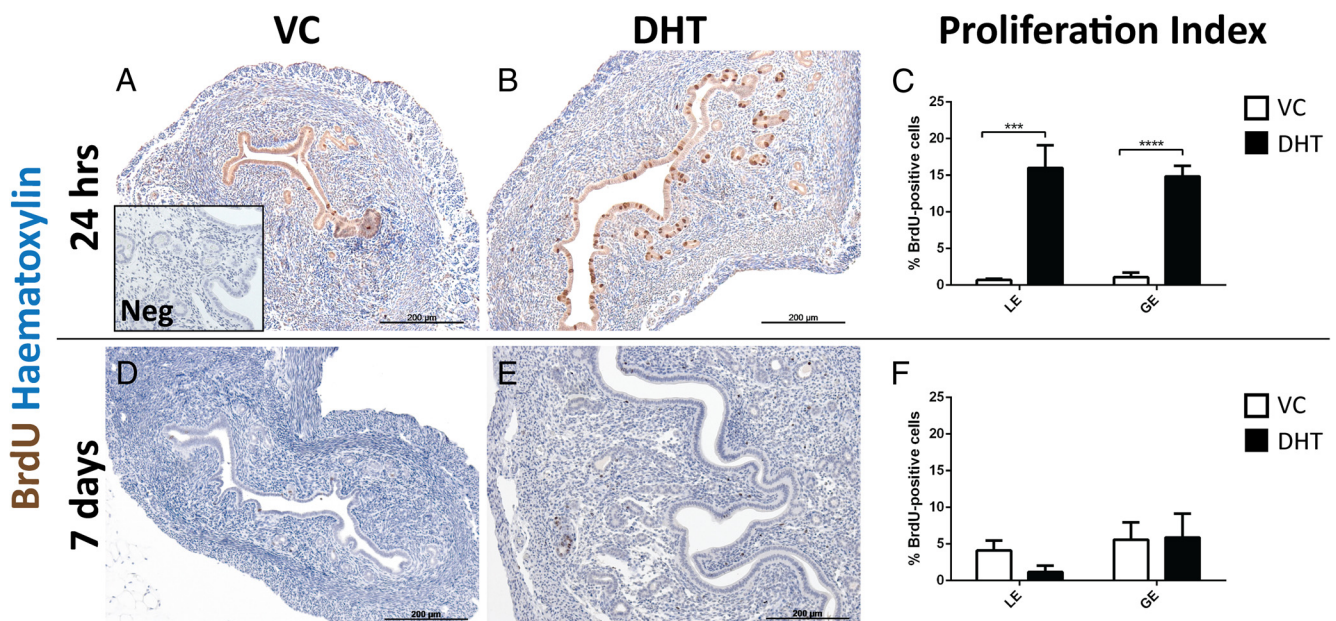 VC
DHT
Proliferation Index
BrdU Haematoxylin
24 hrs
A
Neg
200 µm
B
200 µm
C
% BrdU-positive cells
25
20
15
10
5
0
***
****
LE
GE
VC
DHT
7 days
D
200 µm
E
200 µm
F
% BrdU-positive cells
25
20
15
10
5
0
LE
GE
VC
DHT